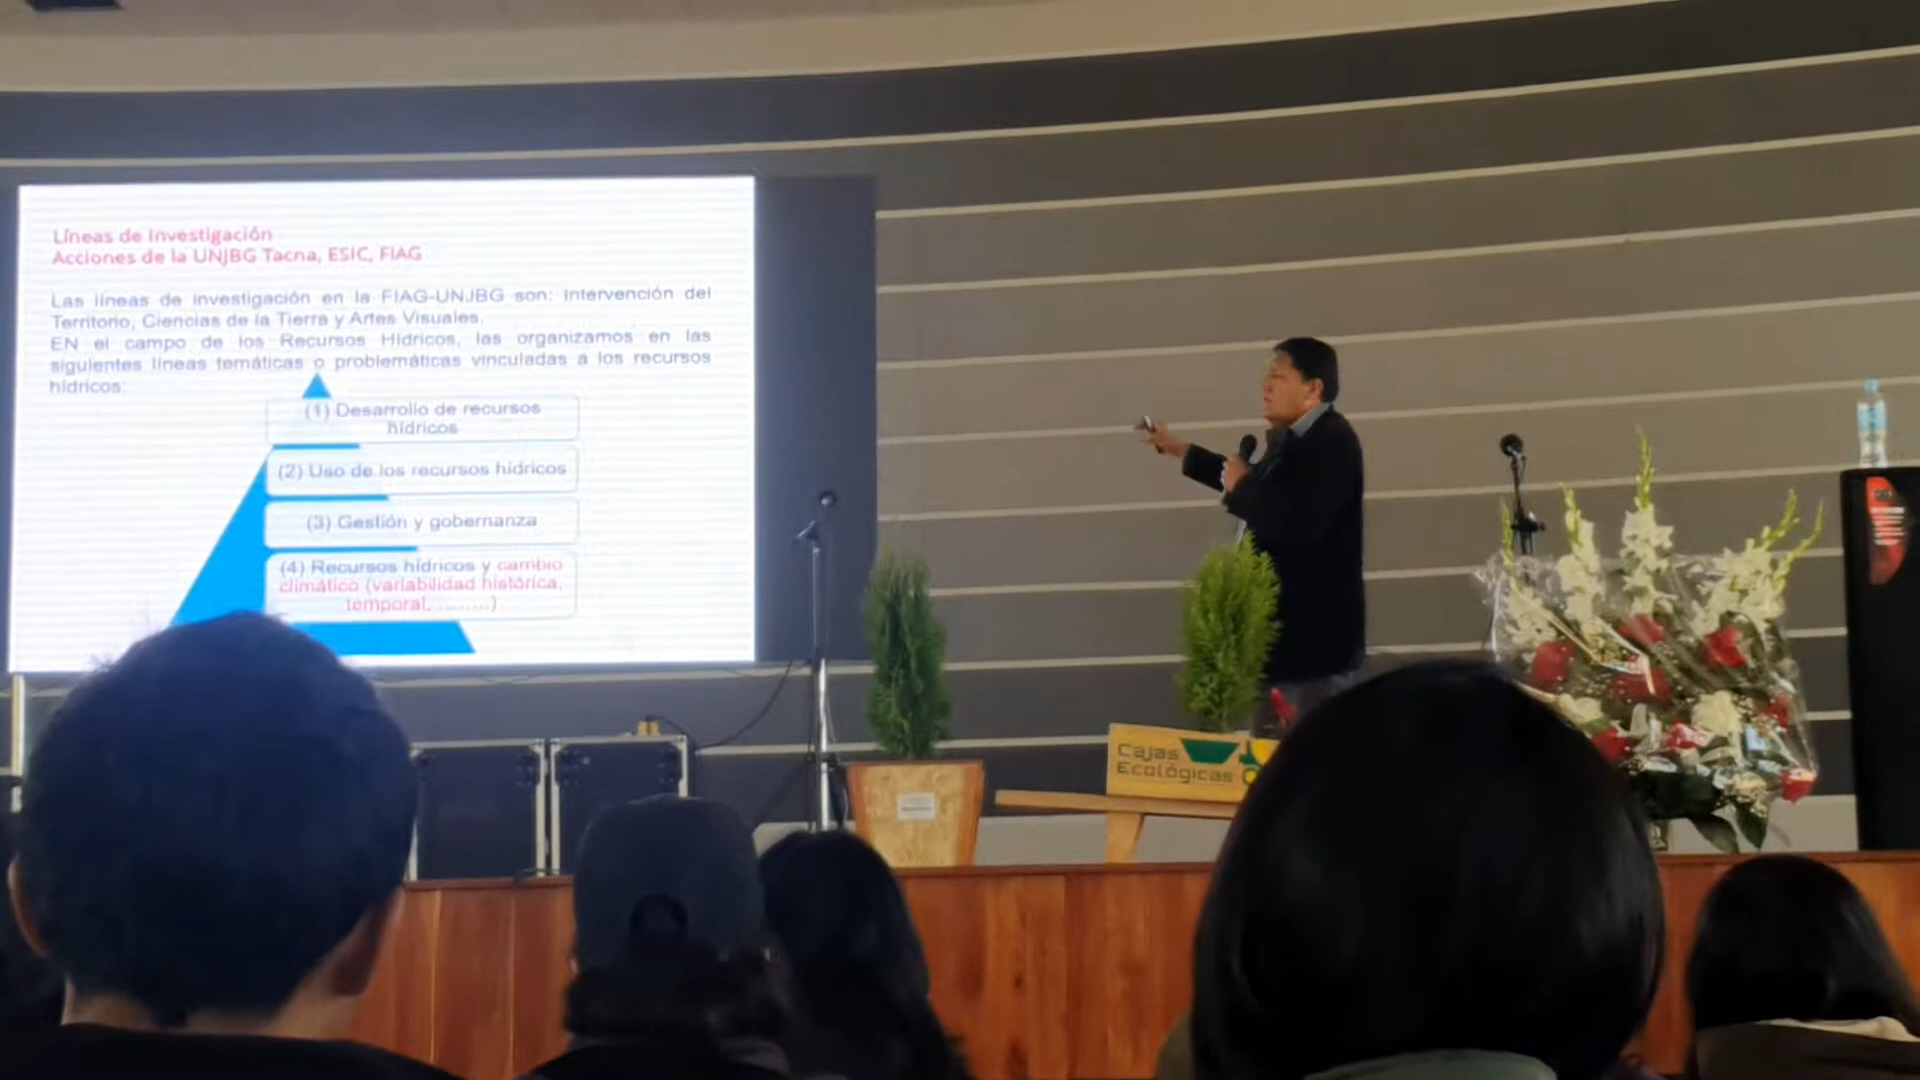 Líneas de Investigación
Acciones de la UNJBG Tacna, ESIC, FIAG
Las líneas de investigación en la FIAG-UNJBG son: Intervención del
Territorio, Ciencias de la Tierra y Artes Visuales.
EN el campo de los Recursos Hídricos, las organizamos en las
siguientes líneas temáticas o problemáticas vinculadas a los recursos
hídricos:
(1) Desarrollo de recursos
hídricos
(2) Uso de los recursos hídricos
(3) Gestión y gobernanza
(4) Recursos hídricos y cambio
climático (variabilidad histórica,
temporal, .........)
Cajas
Ecológicas